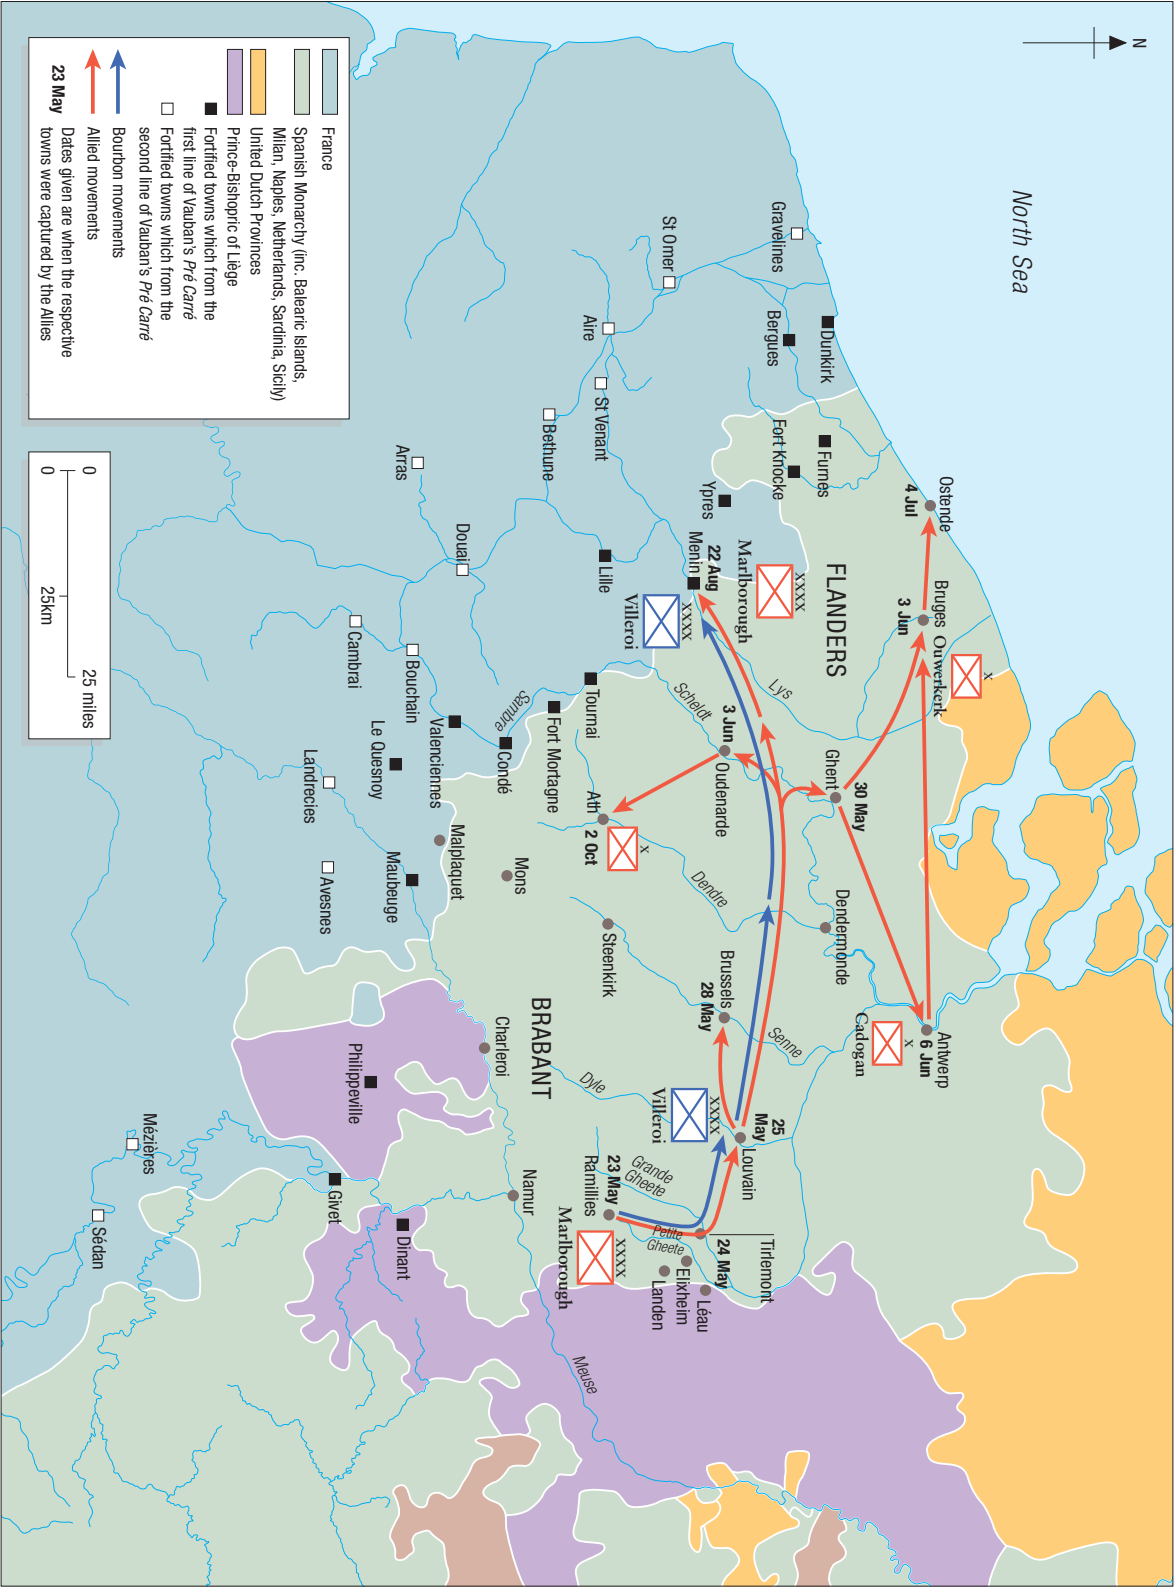 N
North Sea
Gravelines
St Omer
Aire
Dunkirk
Bergues
St Venant
Bethune
Furnes
Fort Knocke
Ypres
Arras
Douai
Lille
Ostende
4 Jul
Bruges
3 Jun
x
Ouwerkerk
FLANDERS
xxxx
Marlborough
22 Aug
Menin
xxxx
Villeroi
Lys
Scheldt
Sambre
Tournai
Fort Mortagne
Condé
Valenciennes
Bouchain
Cambrai
Le Quesnoy
Landrecies
Avesnes
Maubeuge
Malplaquet
Mons
Ghent
30 May
3 Jun
Oudenarde
Ath
2 Oct
x
Dendre
Dendermonde
Steenkirk
Brussels
28 May
Senne
Antwerp
6 Jun
x
Cadogan
BRABANT
Dyle
Charleroi
Philippeville
xxxx
Villeroi
25
May
Louvain
Grande
Gheete
23 May
Ramillies
Petite
Gheete
Tirlemont
24 May
Elixheim
Landen
Léau
xxxx
Marlborough
Namur
Givet
Dinant
Meuse
Mézières
Sédan
France
Spanish Monarchy (inc. Balearic Islands,
Milan, Naples, Netherlands, Sardinia, Sicily)
United Dutch Provinces
Prince-Bishopric of Liège
Fortified towns which from the
first line of Vauban's Pré Carré
Fortified towns which from the
second line of Vauban's Pré Carré
Bourbon movements
Allied movements
23 May
Dates given are when the respective
towns were captured by the Allies
0
25 miles
0
25km